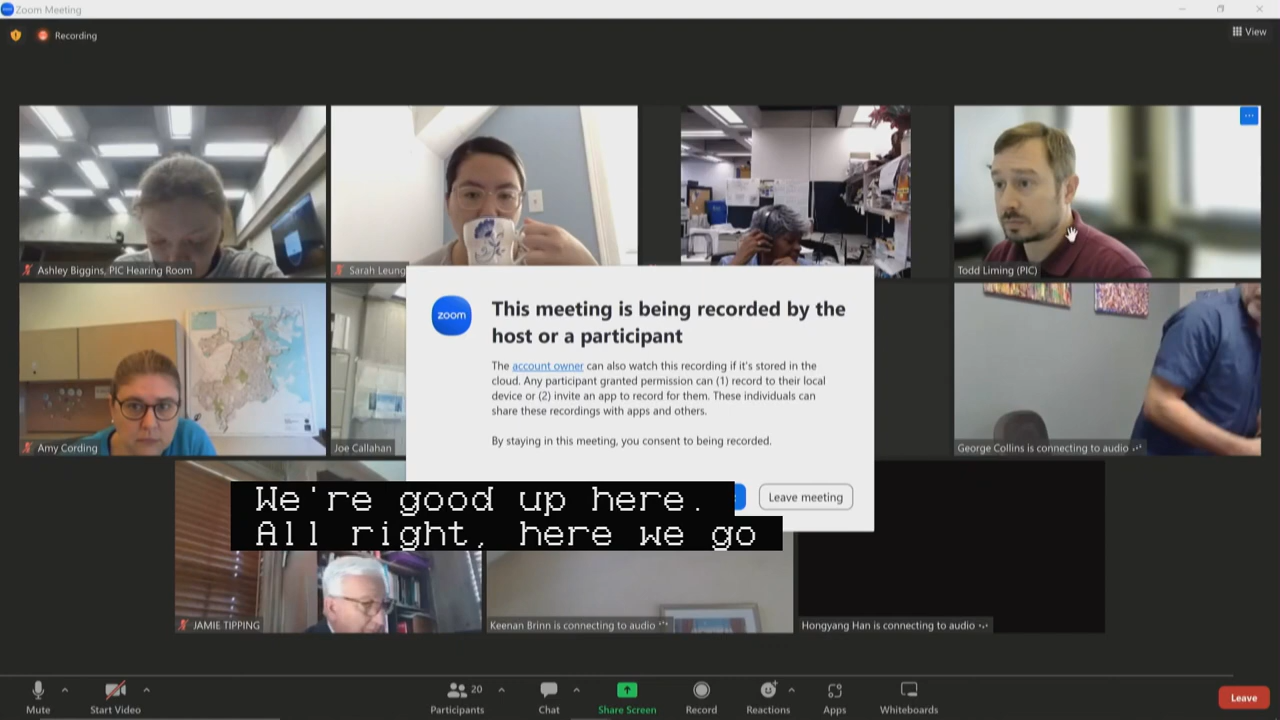 Zoom Meeting
Recording
View
Ashley Biggins, PIC Hearing Room
Sarah Leung
Todd Liming (PIC)
zoom
This meeting is being recorded by the
host or a participant
The account owner can also watch this recording if it's stored in the
cloud. Any participant granted permission can (1) record to their local
device or (2) invite an app to record for them. These individuals can
share these recordings with apps and others.
By staying in this meeting, you consent to being recorded.
Leave meeting
Amy Cording
Joe Callahan
George Collins is connecting to audio
We're good up here.
All right, here we go
JAMIE TIPPING
Keenan Brinn is connecting to audio
Hongyang Han is connecting to audio
Mute
Start Video
20
Participants
Chat
Share Screen
Record
Reactions
Apps
Whiteboards
Leave